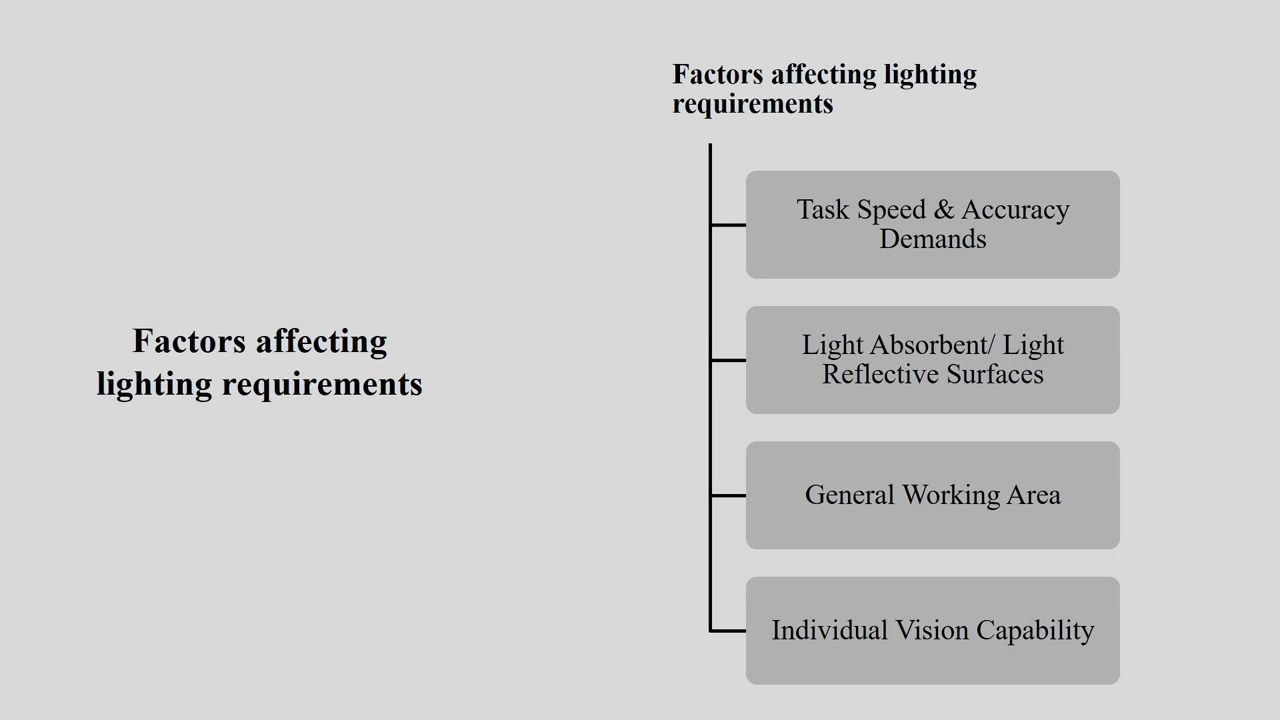 Factors affecting
lighting requirements
Factors affecting lighting
requirements
Task Speed & Accuracy
Demands
Light Absorbent/ Light
Reflective Surfaces
General Working Area
Individual Vision Capability